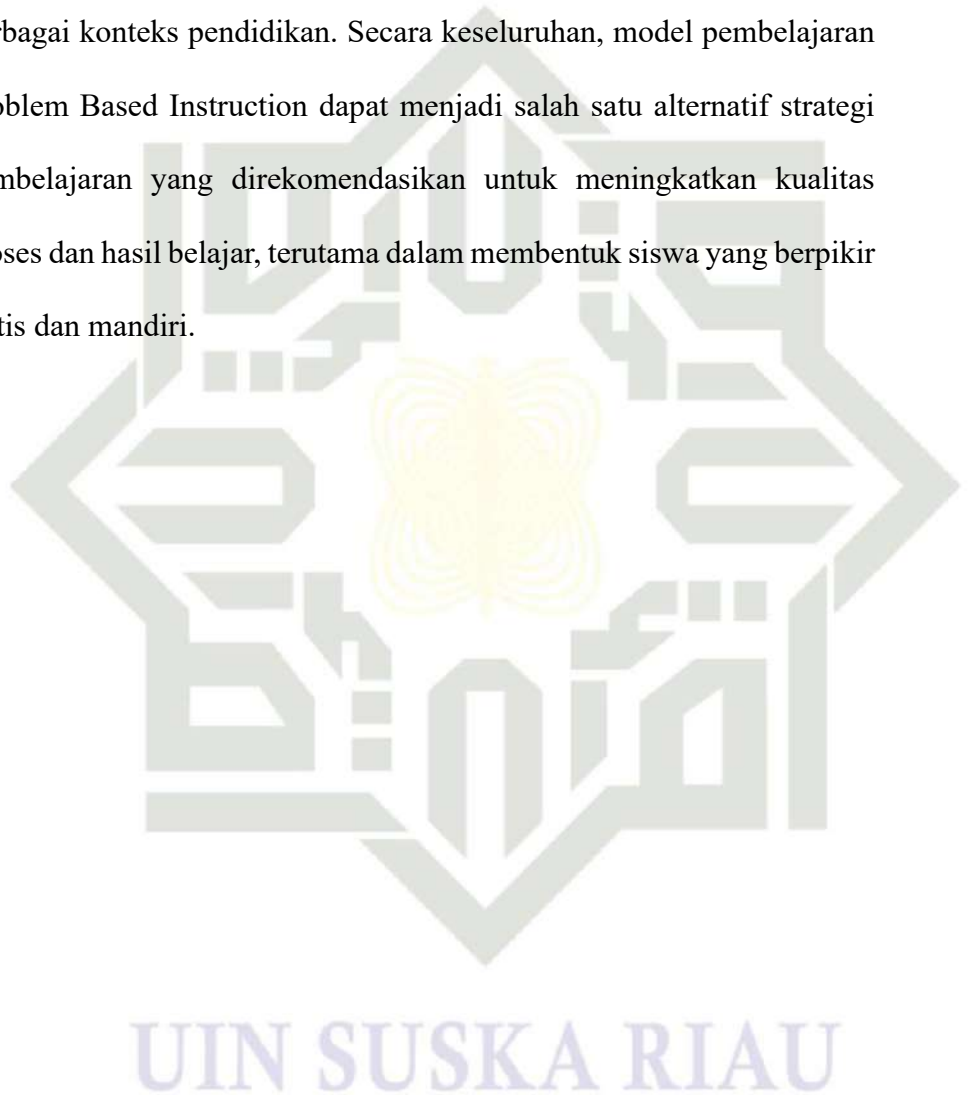 rbagai konteks pendidikan. Secara keseluruhan, model pembelajaran
oblem Based Instruction dapat menjadi salah satu alternatif strategi
mbelajaran yang direkomendasikan untuk meningkatkan kualitas
oses dan hasil belajar, terutama dalam membentuk siswa yang berpikir
tis dan mandiri.
UIN SUSKA RIAU